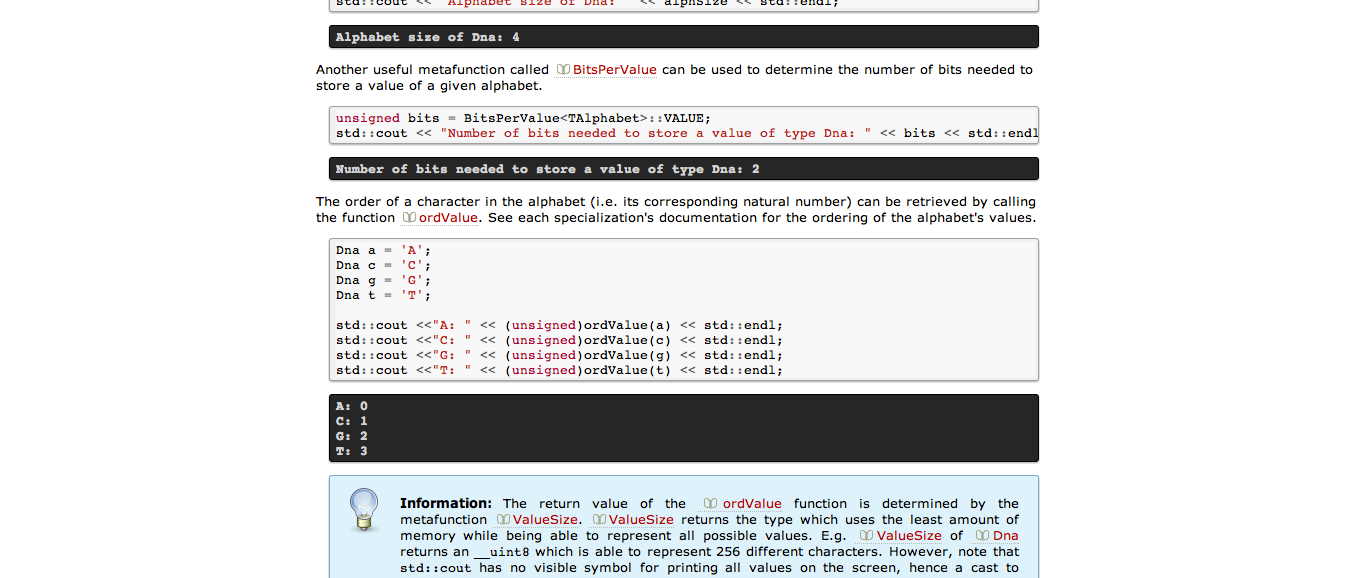 std::cout << "Alphabet size of Dna: " << alphSize << std::endl;
Alphabet size of Dna: 4
Another useful metafunction called BitsPerValue can be used to determine the number of bits needed to
store a value of a given alphabet.
unsigned bits = BitsPerValue<TAlphabet>::VALUE;
std::cout << "Number of bits needed to store a value of type Dna: " << bits << std::endl
Number of bits needed to store a value of type Dna: 2
The order of a character in the alphabet (i.e. its corresponding natural number) can be retrieved by calling
the function ordValue. See each specialization's documentation for the ordering of the alphabet's values.
Dna a = 'A';
Dna c = 'C';
Dna g = 'G';
Dna t = 'T';
std::cout <<"A: " << (unsigned)ordValue(a) << std::endl;
std::cout <<"C: " << (unsigned)ordValue(c) << std::endl;
std::cout <<"G: " << (unsigned)ordValue(g) << std::endl;
std::cout <<"T: " << (unsigned)ordValue(t) << std::endl;
A: 0
C: 1
G: 2
T: 3
Information: The return value of the ordValue function is determined by the
metafunction ValueSize. ValueSize returns the type which uses the least amount of
memory while being able to represent all possible values. E.g. ValueSize of Dna
returns an __uint8 which is able to represent 256 different characters. However, note that
std::cout has no visible symbol for printing all values on the screen, hence a cast to